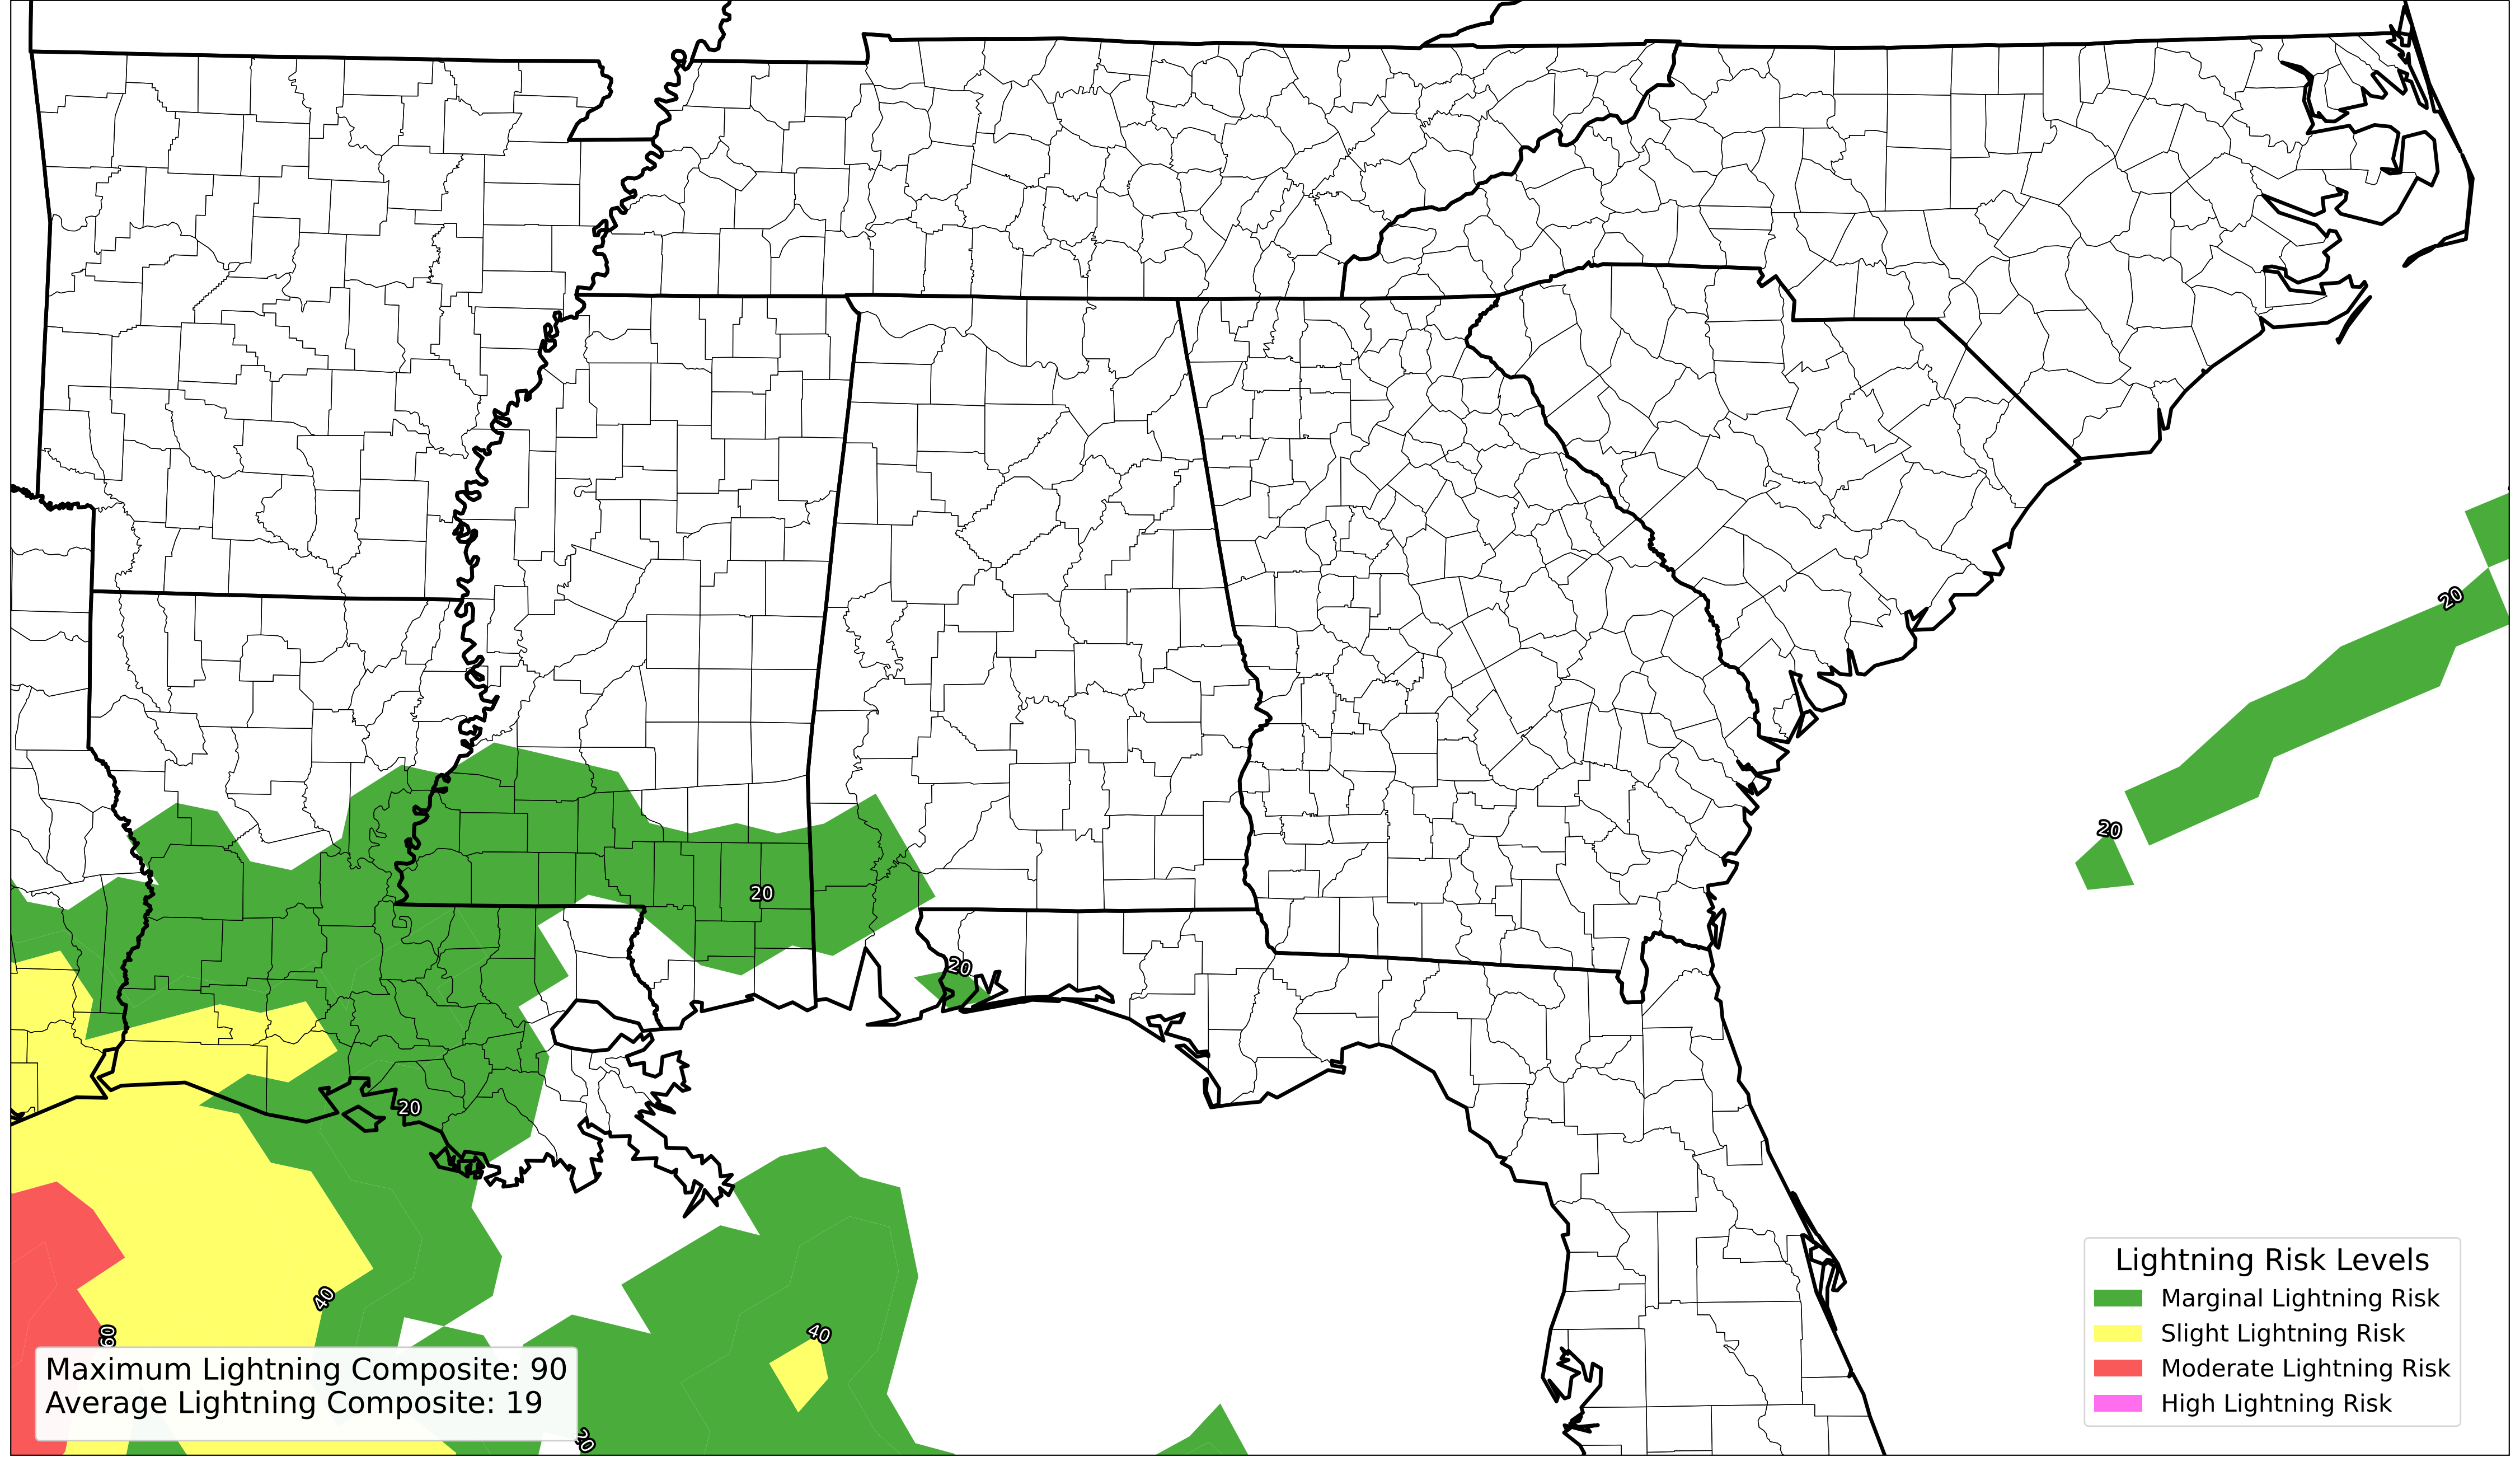 20
20
20
20
20
40
60
40
20
Lightning Risk Levels
Marginal Lightning Risk
Slight Lightning Risk
Moderate Lightning Risk
High Lightning Risk
Maximum Lightning Composite: 90
Average Lightning Composite: 19